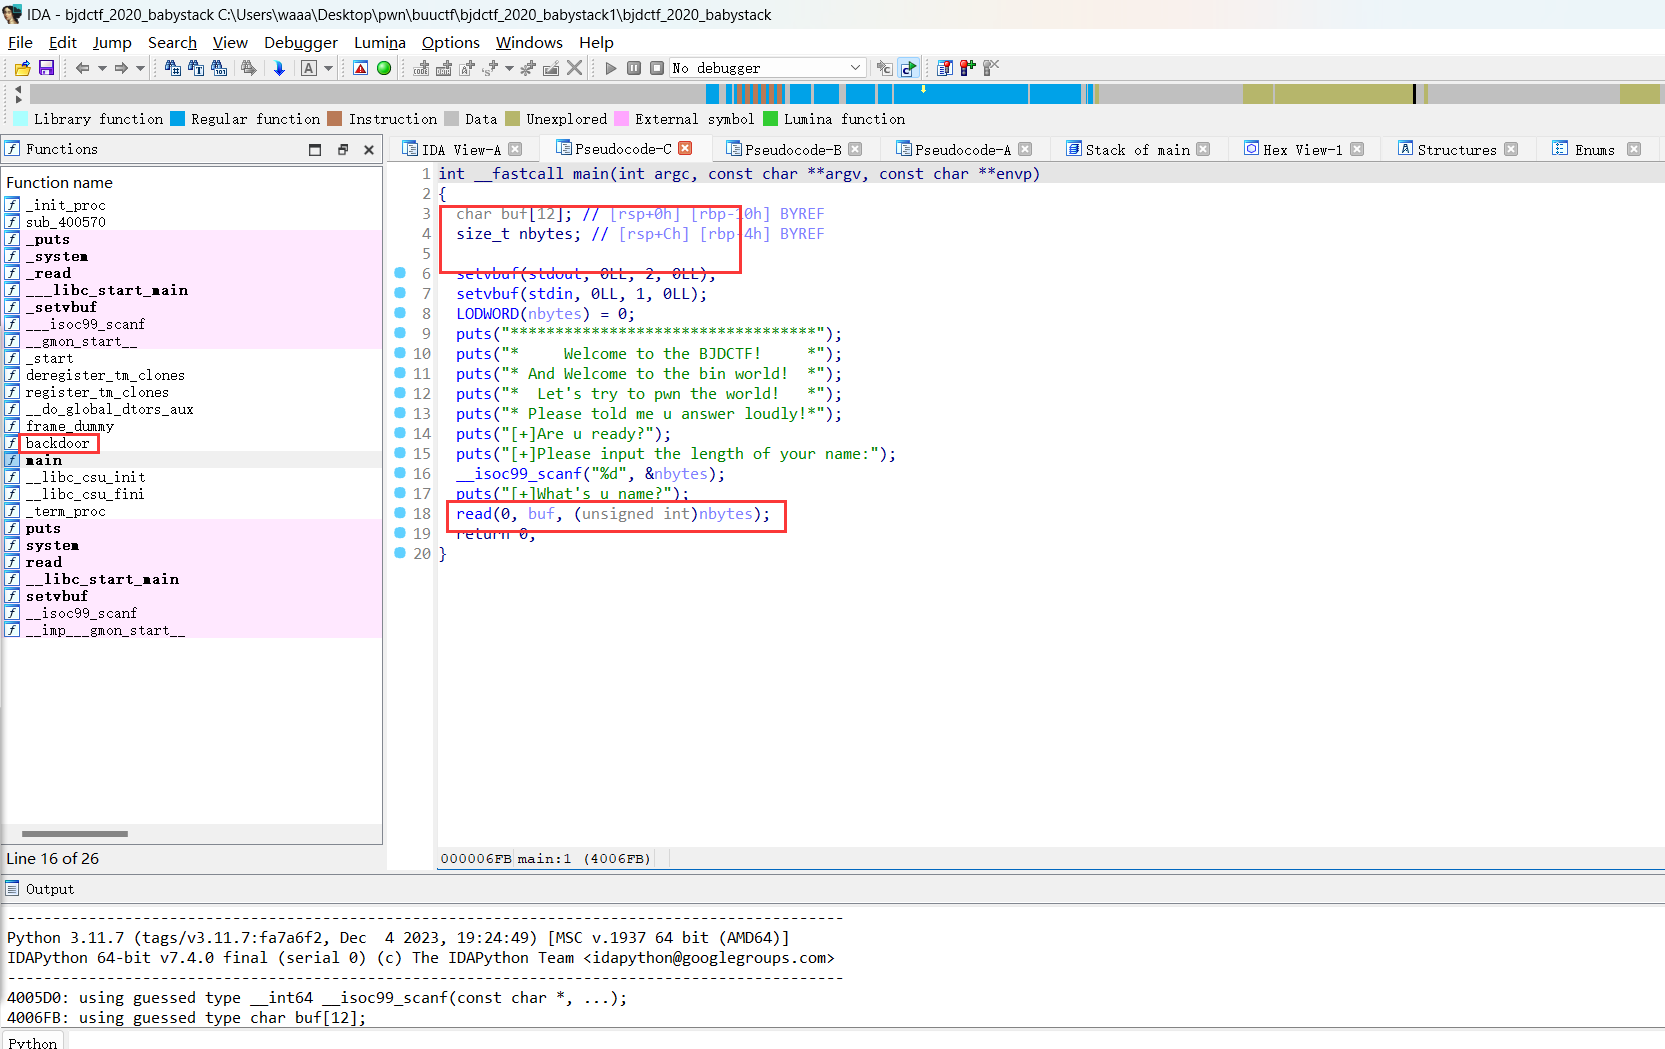 IDA - bjdctf_2020_babystack C:\Users\waaa\Desktop\pwn\buuctf\bjdctf_2020_babystack1\bjdctf_2020_babystack
File Edit Jump Search View Debugger Lumina Options Windows Help
No debugger
Library function Regular function Instruction Data Unexplored External symbol Lumina function
Functions
IDA View-A Pseudocode-C Pseudocode-B Pseudocode-A Stack of main Hex View-1 Structures Enums
Function name
_init_proc
sub_400570
_puts
_system
_read
___libc_start_main
_setvbuf
___isoc99_scanf
__gmon_start__
_start
deregister_tm_clones
register_tm_clones
__do_global_dtors_aux
frame_dummy
backdoor
main
__libc_csu_init
__libc_csu_fini
_term_proc
puts
system
read
__libc_start_main
setvbuf
__isoc99_scanf
__imp___gmon_start__
Line 16 of 26
1 int __fastcall main(int argc, const char **argv, const char **envp)
2 {
3 char buf[12]; // [rsp+0h] [rbp-10h] BYREF
4 size_t nbytes; // [rsp+Ch] [rbp-4h] BYREF
5
6 setvbuf(stdout, 0LL, 2, 0LL);
7 setvbuf(stdin, 0LL, 1, 0LL);
8 LODWORD(nbytes) = 0;
9 puts("**********************************");
10 puts("*     Welcome to the BJDCTF!     *");
11 puts("* And Welcome to the bin world!  *");
12 puts("*  Let's try to pwn the world!   *");
13 puts("* Please told me u answer loudly!*");
14 puts("[+]Are u ready?");
15 puts("[+]Please input the length of your name:");
16 __isoc99_scanf("%d", &nbytes);
17 puts("[+]What's u name?");
18 read(0, buf, (unsigned int)nbytes);
19 return 0;
20 }
000006FB main:1 (4006FB)
Output
---------------------------------------------------------------------------------------------
Python 3.11.7 (tags/v3.11.7:fa7a6f2, Dec  4 2023, 19:24:49) [MSC v.1937 64 bit (AMD64)]
IDAPython 64-bit v7.4.0 final (serial 0) (c) The IDAPython Team <idapython@googlegroups.com>
---------------------------------------------------------------------------------------------
4005D0: using guessed type __int64 __isoc99_scanf(const char *, ...);
4006FB: using guessed type char buf[12];
Python